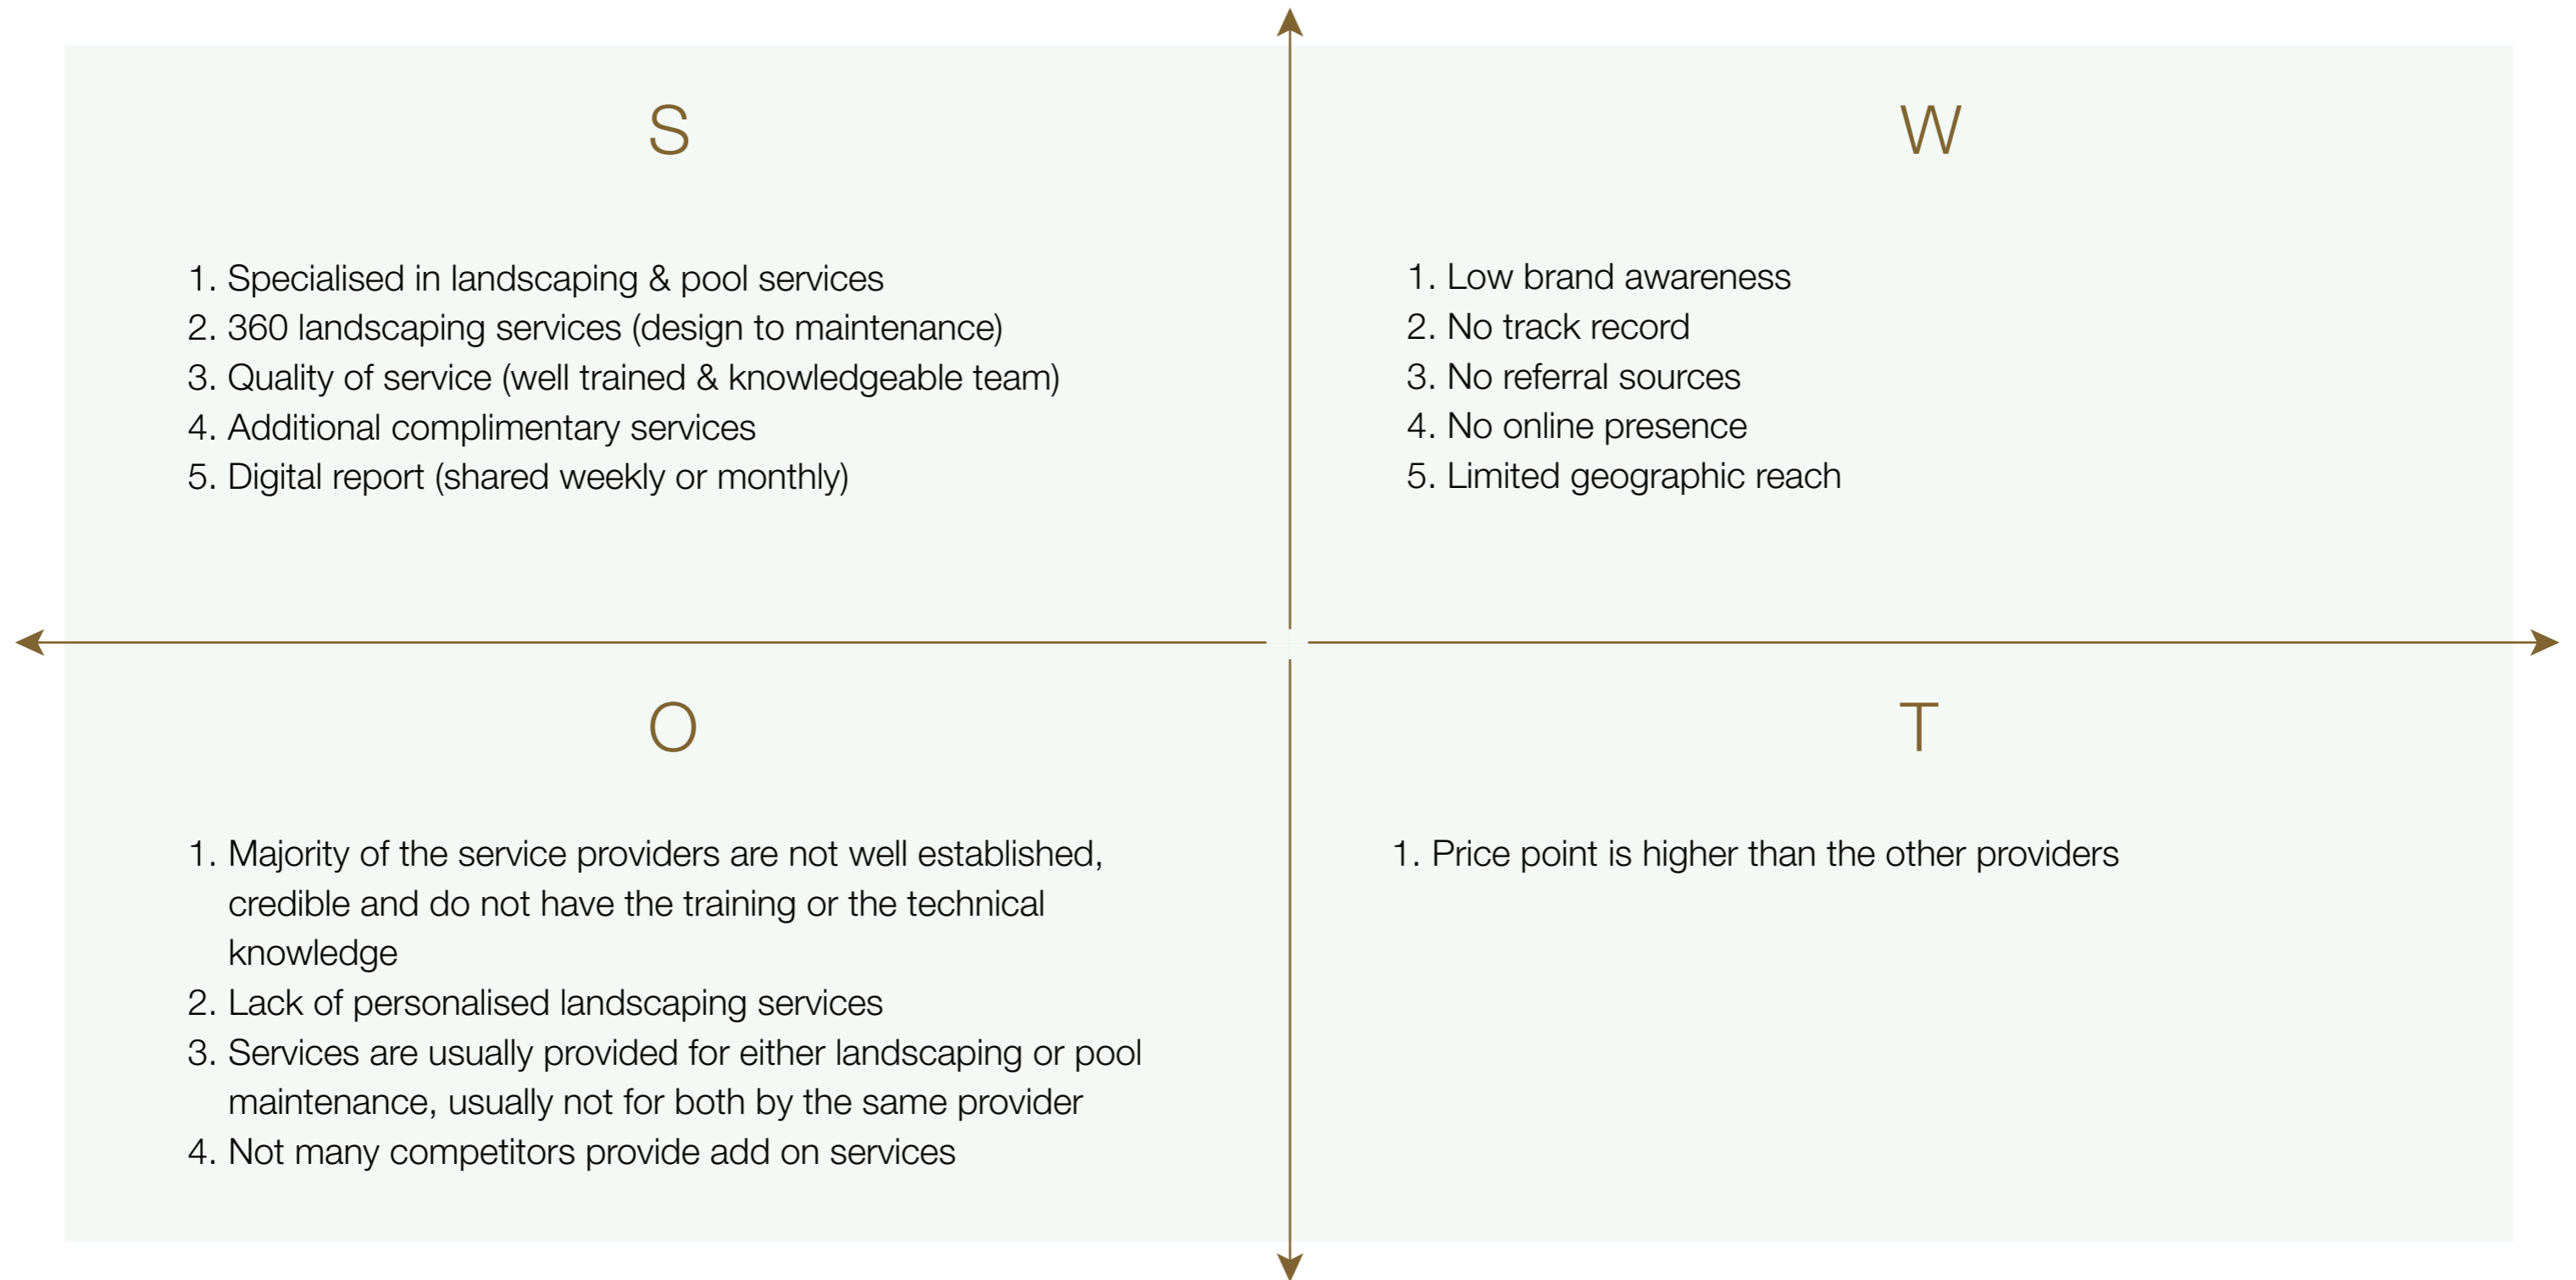 S
1. Specialised in landscaping & pool services
2. 360 landscaping services (design to maintenance)
3. Quality of service (well trained & knowledgeable team)
4. Additional complimentary services
5. Digital report (shared weekly or monthly)
W
1. Low brand awareness
2. No track record
3. No referral sources
4. No online presence
5. Limited geographic reach
O
1. Majority of the service providers are not well established,
credible and do not have the training or the technical
knowledge
2. Lack of personalised landscaping services
3. Services are usually provided for either landscaping or pool
maintenance, usually not for both by the same provider
4. Not many competitors provide add on services
T
1. Price point is higher than the other providers